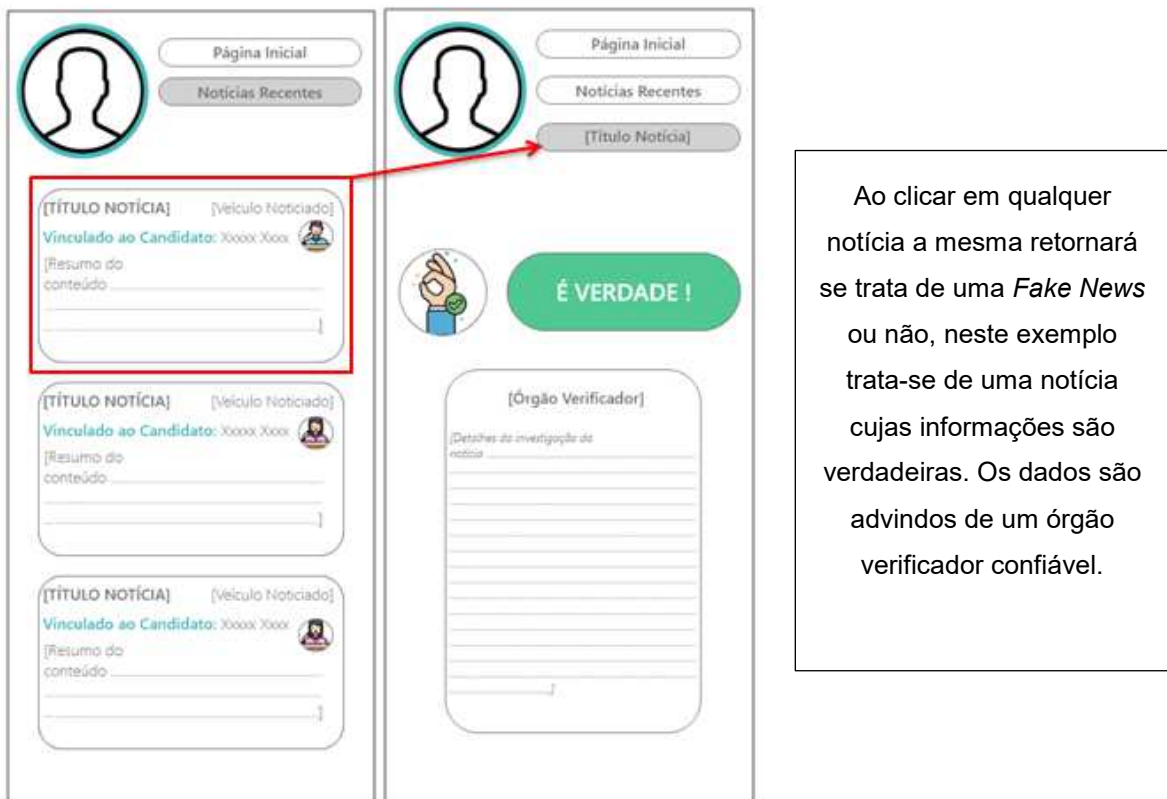 Página Inicial
Notícias Recentes
[TÍTULO NOTÍCIA] [Veículo Noticiado]
Vinculado ao Candidato: Xxxxx Xxxx
[Resumo do
conteúdo
]
[TÍTULO NOTÍCIA] [Veículo Noticiado]
Vinculado ao Candidato: Xxxxx Xxxx
[Resumo do
conteúdo
]
[TÍTULO NOTÍCIA] [Veículo Noticiado]
Vinculado ao Candidato: Xxxxx Xxxx
[Resumo do
conteúdo
]
Página Inicial
Notícias Recentes
[Título Notícia]
É VERDADE !
[Órgão Verificador]
[Detalhes da investigação da
notícia
]
Ao clicar em qualquer
notícia a mesma retornará
se trata de uma Fake News
ou não, neste exemplo
trata-se de uma notícia
cujas informações são
verdadeiras. Os dados são
advindos de um órgão
verificador confiável.